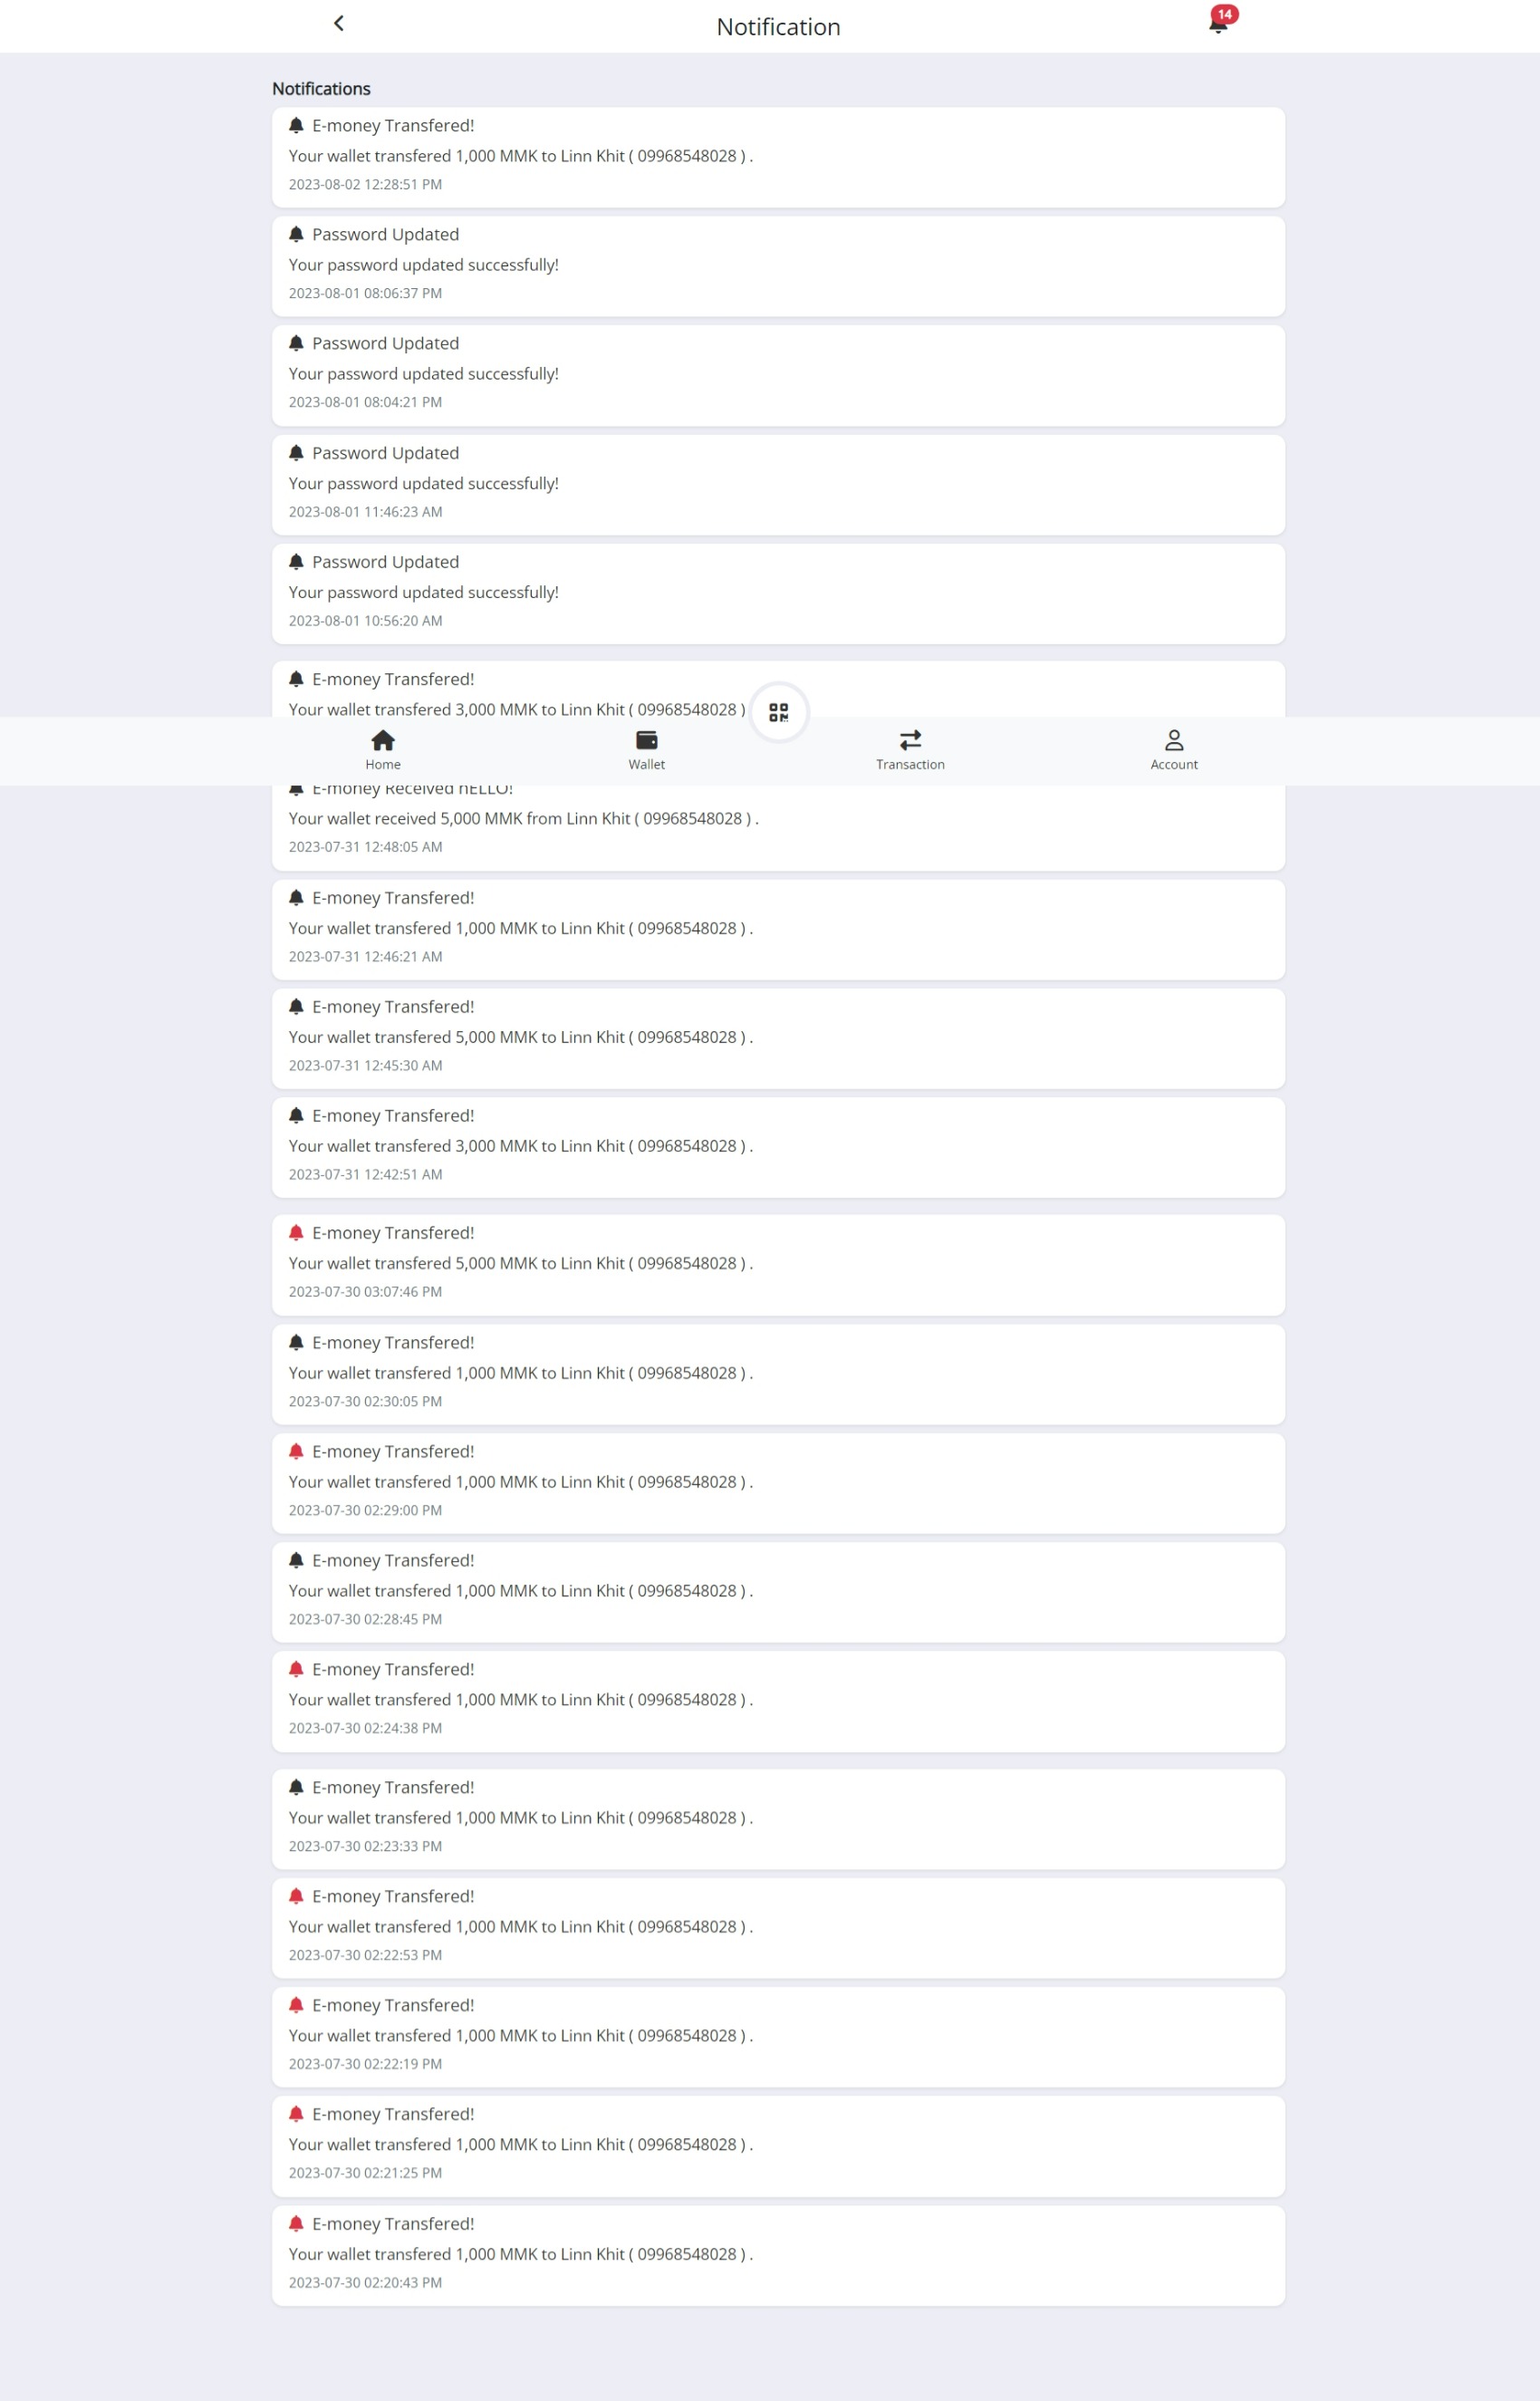 Notification
14
Notifications
E-money Transfered!
Your wallet transfered 1,000 MMK to Linn Khit ( 09968548028 ) .
2023-08-02 12:28:51 PM
Password Updated
Your password updated successfully!
2023-08-01 08:06:37 PM
Password Updated
Your password updated successfully!
2023-08-01 08:04:21 PM
Password Updated
Your password updated successfully!
2023-08-01 11:46:23 AM
Password Updated
Your password updated successfully!
2023-08-01 10:56:20 AM
E-money Transfered!
Your wallet transfered 3,000 MMK to Linn Khit ( 09968548028 )
Home
Wallet
Transaction
Account
E-money Received hELLO!
Your wallet received 5,000 MMK from Linn Khit ( 09968548028 ) .
2023-07-31 12:48:05 AM
E-money Transfered!
Your wallet transfered 1,000 MMK to Linn Khit ( 09968548028 ) .
2023-07-31 12:46:21 AM
E-money Transfered!
Your wallet transfered 5,000 MMK to Linn Khit ( 09968548028 ) .
2023-07-31 12:45:30 AM
E-money Transfered!
Your wallet transfered 3,000 MMK to Linn Khit ( 09968548028 ) .
2023-07-31 12:42:51 AM
E-money Transfered!
Your wallet transfered 5,000 MMK to Linn Khit ( 09968548028 ) .
2023-07-30 03:07:46 PM
E-money Transfered!
Your wallet transfered 1,000 MMK to Linn Khit ( 09968548028 ) .
2023-07-30 02:30:05 PM
E-money Transfered!
Your wallet transfered 1,000 MMK to Linn Khit ( 09968548028 ) .
2023-07-30 02:29:00 PM
E-money Transfered!
Your wallet transfered 1,000 MMK to Linn Khit ( 09968548028 ) .
2023-07-30 02:28:45 PM
E-money Transfered!
Your wallet transfered 1,000 MMK to Linn Khit ( 09968548028 ) .
2023-07-30 02:24:38 PM
E-money Transfered!
Your wallet transfered 1,000 MMK to Linn Khit ( 09968548028 ) .
2023-07-30 02:23:33 PM
E-money Transfered!
Your wallet transfered 1,000 MMK to Linn Khit ( 09968548028 ) .
2023-07-30 02:22:53 PM
E-money Transfered!
Your wallet transfered 1,000 MMK to Linn Khit ( 09968548028 ) .
2023-07-30 02:22:19 PM
E-money Transfered!
Your wallet transfered 1,000 MMK to Linn Khit ( 09968548028 ) .
2023-07-30 02:21:25 PM
E-money Transfered!
Your wallet transfered 1,000 MMK to Linn Khit ( 09968548028 ) .
2023-07-30 02:20:43 PM